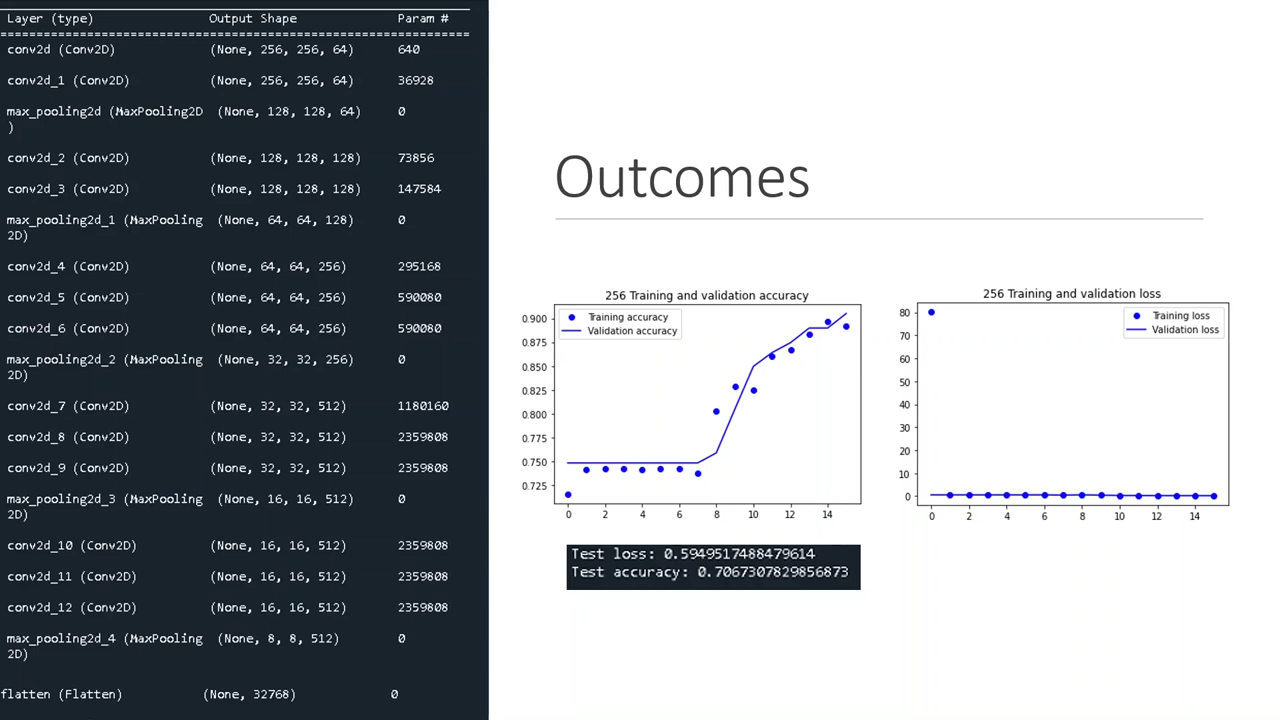 Layer (type) Output Shape Param #
=================================================================
conv2d (Conv2D) (None, 256, 256, 64) 640
conv2d_1 (Conv2D) (None, 256, 256, 64) 36928
max_pooling2d (MaxPooling2D (None, 128, 128, 64) 0
)
conv2d_2 (Conv2D) (None, 128, 128, 128) 73856
conv2d_3 (Conv2D) (None, 128, 128, 128) 147584
max_pooling2d_1 (MaxPooling (None, 64, 64, 128) 0
2D)
conv2d_4 (Conv2D) (None, 64, 64, 256) 295168
conv2d_5 (Conv2D) (None, 64, 64, 256) 590080
conv2d_6 (Conv2D) (None, 64, 64, 256) 590080
max_pooling2d_2 (MaxPooling (None, 32, 32, 256) 0
2D)
conv2d_7 (Conv2D) (None, 32, 32, 512) 1180160
conv2d_8 (Conv2D) (None, 32, 32, 512) 2359808
conv2d_9 (Conv2D) (None, 32, 32, 512) 2359808
max_pooling2d_3 (MaxPooling (None, 16, 16, 512) 0
2D)
conv2d_10 (Conv2D) (None, 16, 16, 512) 2359808
conv2d_11 (Conv2D) (None, 16, 16, 512) 2359808
conv2d_12 (Conv2D) (None, 16, 16, 512) 2359808
max_pooling2d_4 (MaxPooling (None, 8, 8, 512) 0
2D)
flatten (Flatten) (None, 32768) 0
Outcomes
256 Training and validation accuracy
Training accuracy
Validation accuracy
0.900
0.875
0.850
0.825
0.800
0.775
0.750
0.725
0 2 4 6 8 10 12 14
256 Training and validation loss
Training loss
Validation loss
80
70
60
50
40
30
20
10
0
0 2 4 6 8 10 12 14
Test loss: 0.5949517488479614
Test accuracy: 0.7067307829856873